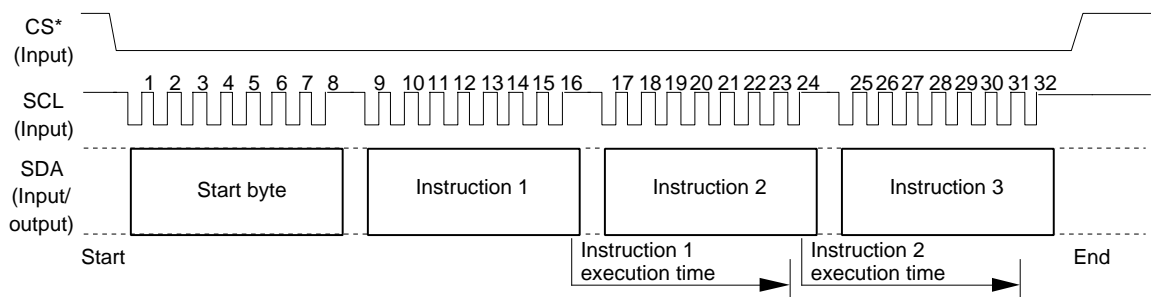 CS*
(Input)
1 2 3 4 5 6 7 8 9 10 11 12 13 14 15 16 17 18 19 20 21 22 23 24 25 26 27 28 29 30 31 32
SCL
(Input)
SDA
(Input/
output)
Start byte
Instruction 1
Instruction 2
Instruction 3
Start
Instruction 1
execution time
Instruction 2
execution time
End